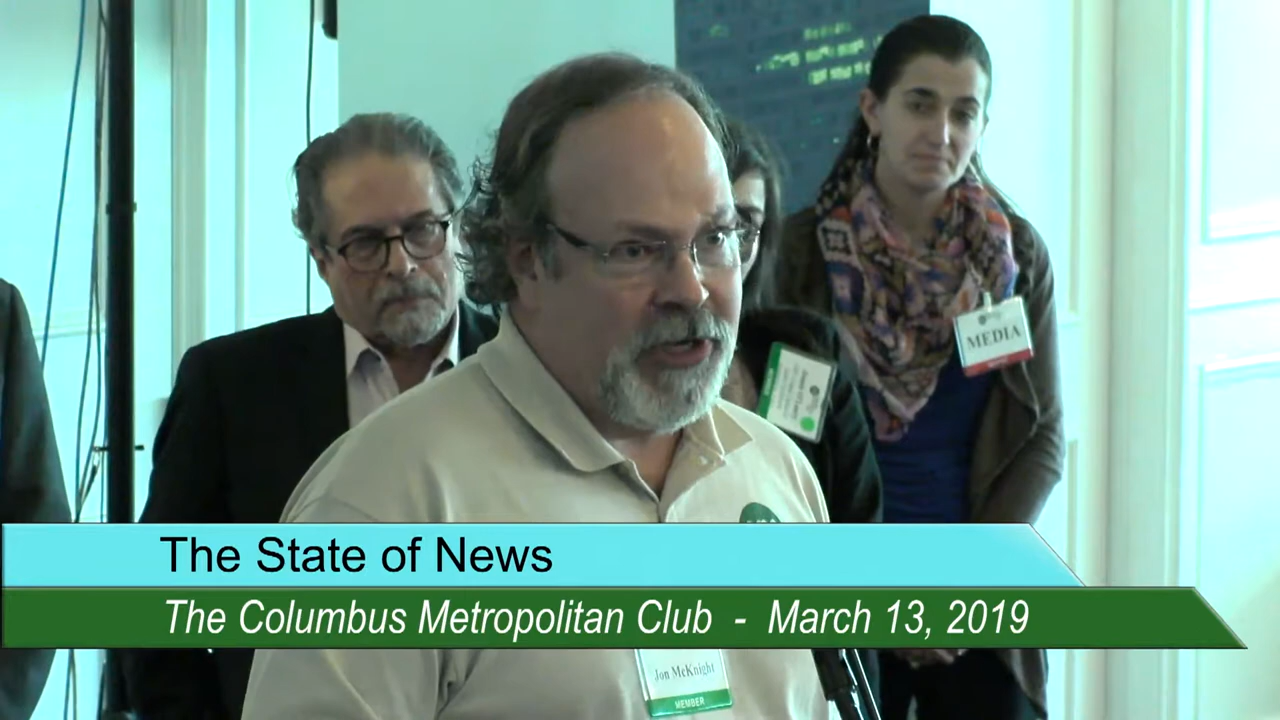 MEDIA
The State of News
The Columbus Metropolitan Club - March 13, 2019
Jon McKnight
MEMBER